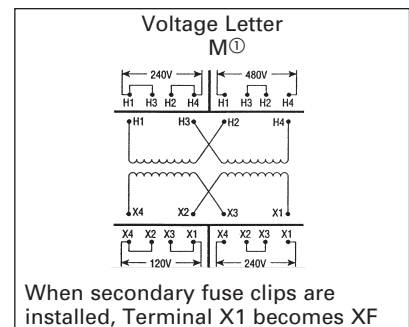 Voltage Letter
M①
240V 480V
H1 H3 H2 H4 H1 H3 H2 H4
H1 H3 H2 H4
X4 X2 X3 X1
X4 X2 X3 X1 X4 X2 X3 X1
120V 240V
When secondary fuse clips are
installed, Terminal X1 becomes XF